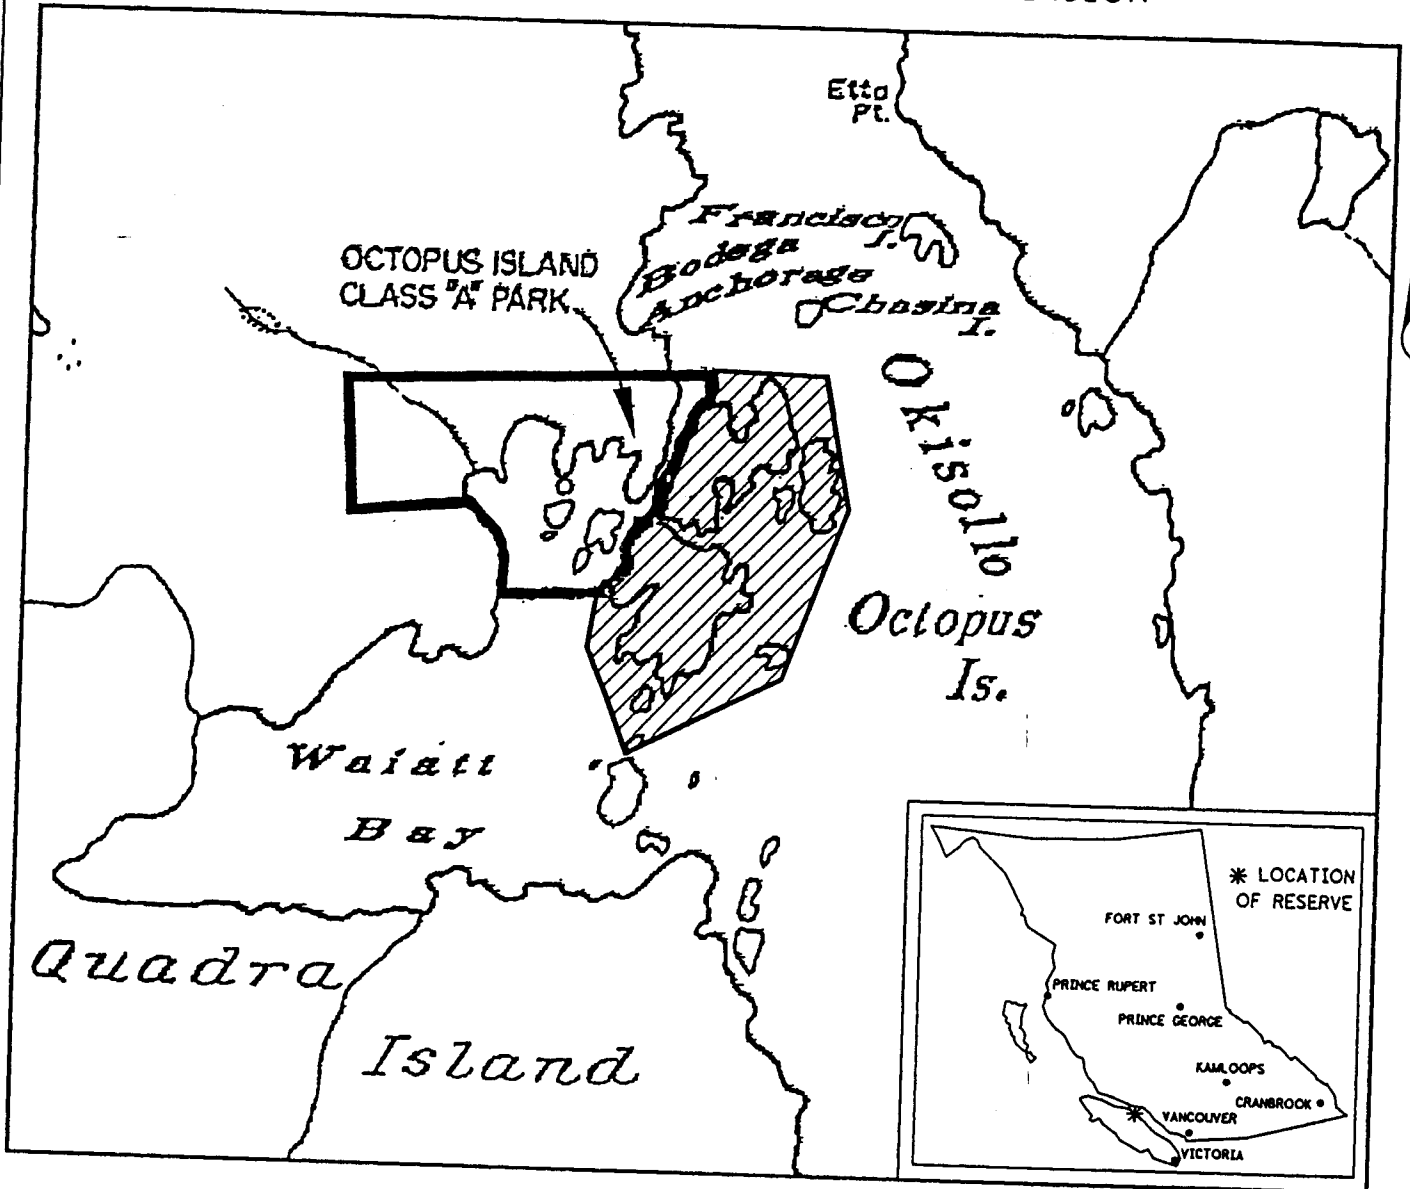 Etta
Pt.
Francisco
I.
Bodega
Anchorage
Chasina
I.
OCTOPUS ISLAND
CLASS "A" PARK
Okisollo
Octopus
Is.
Waiatt
Bay
Quadra
Island
* LOCATION
OF RESERVE
FORT ST JOHN
PRINCE RUPERT
PRINCE GEORGE
KAMLOOPS
CRANBROOK
VANCOUVER
VICTORIA